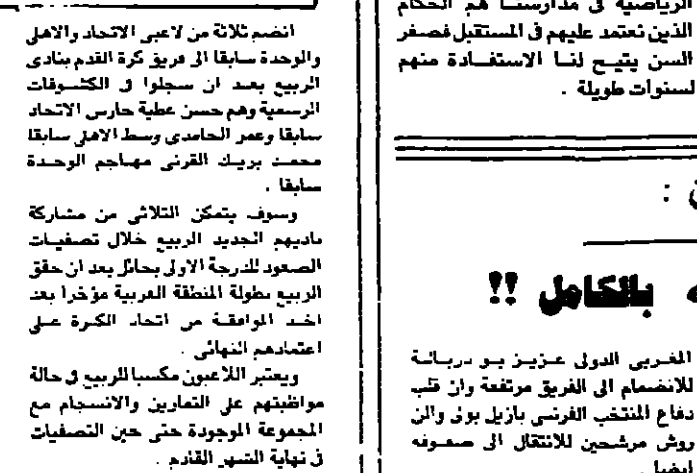 الرياضية في مدارسنا هم الحكام
الذين نعتمد عليهم في المستقبل فصغر
السن يتيح لنا الاستفادة منهم
لسنوات طويلة .
بالكامل !!
المغربي الدولي عزيز بو دربالة
للانضمام الى الفريق مرتفعة وان قلب
دفاع المنتخب الفرنسي بازيل بولي والن
روش مرشحين للانتقال الى صفوفه
ايضا .
انضم ثلاثة من لاعبي الاتحاد والاهلي
والوحدة سابقا الى فريق كرة القدم بنادي
الربيع بعد ان سجلوا في الكشوفات
الرسمية وهم حسن عطية حارس الاتحاد
سابقا وعمر الحامدي وسط الاهلي سابقا
محمد بريك القرني مهاجم الوحدة
سابقا .
وسوف يتمكن الثلاثي من مشاركة
ناديهم الجديد الربيع خلال تصفيات
الصعود للدرجة الاولى بحائل بعد ان حقق
الربيع بطولة المنطقة الغربية مؤخرا بعد
اخذ الموافقة من اتحاد الكرة على
اعتمادهم النهائي .
ويعتبر اللاعبون مكسبا للربيع في حالة
مواظبتهم على التمارين والانسجام مع
المجموعة الموجودة حتى حين التصفيات
في نهاية الشهر القادم .